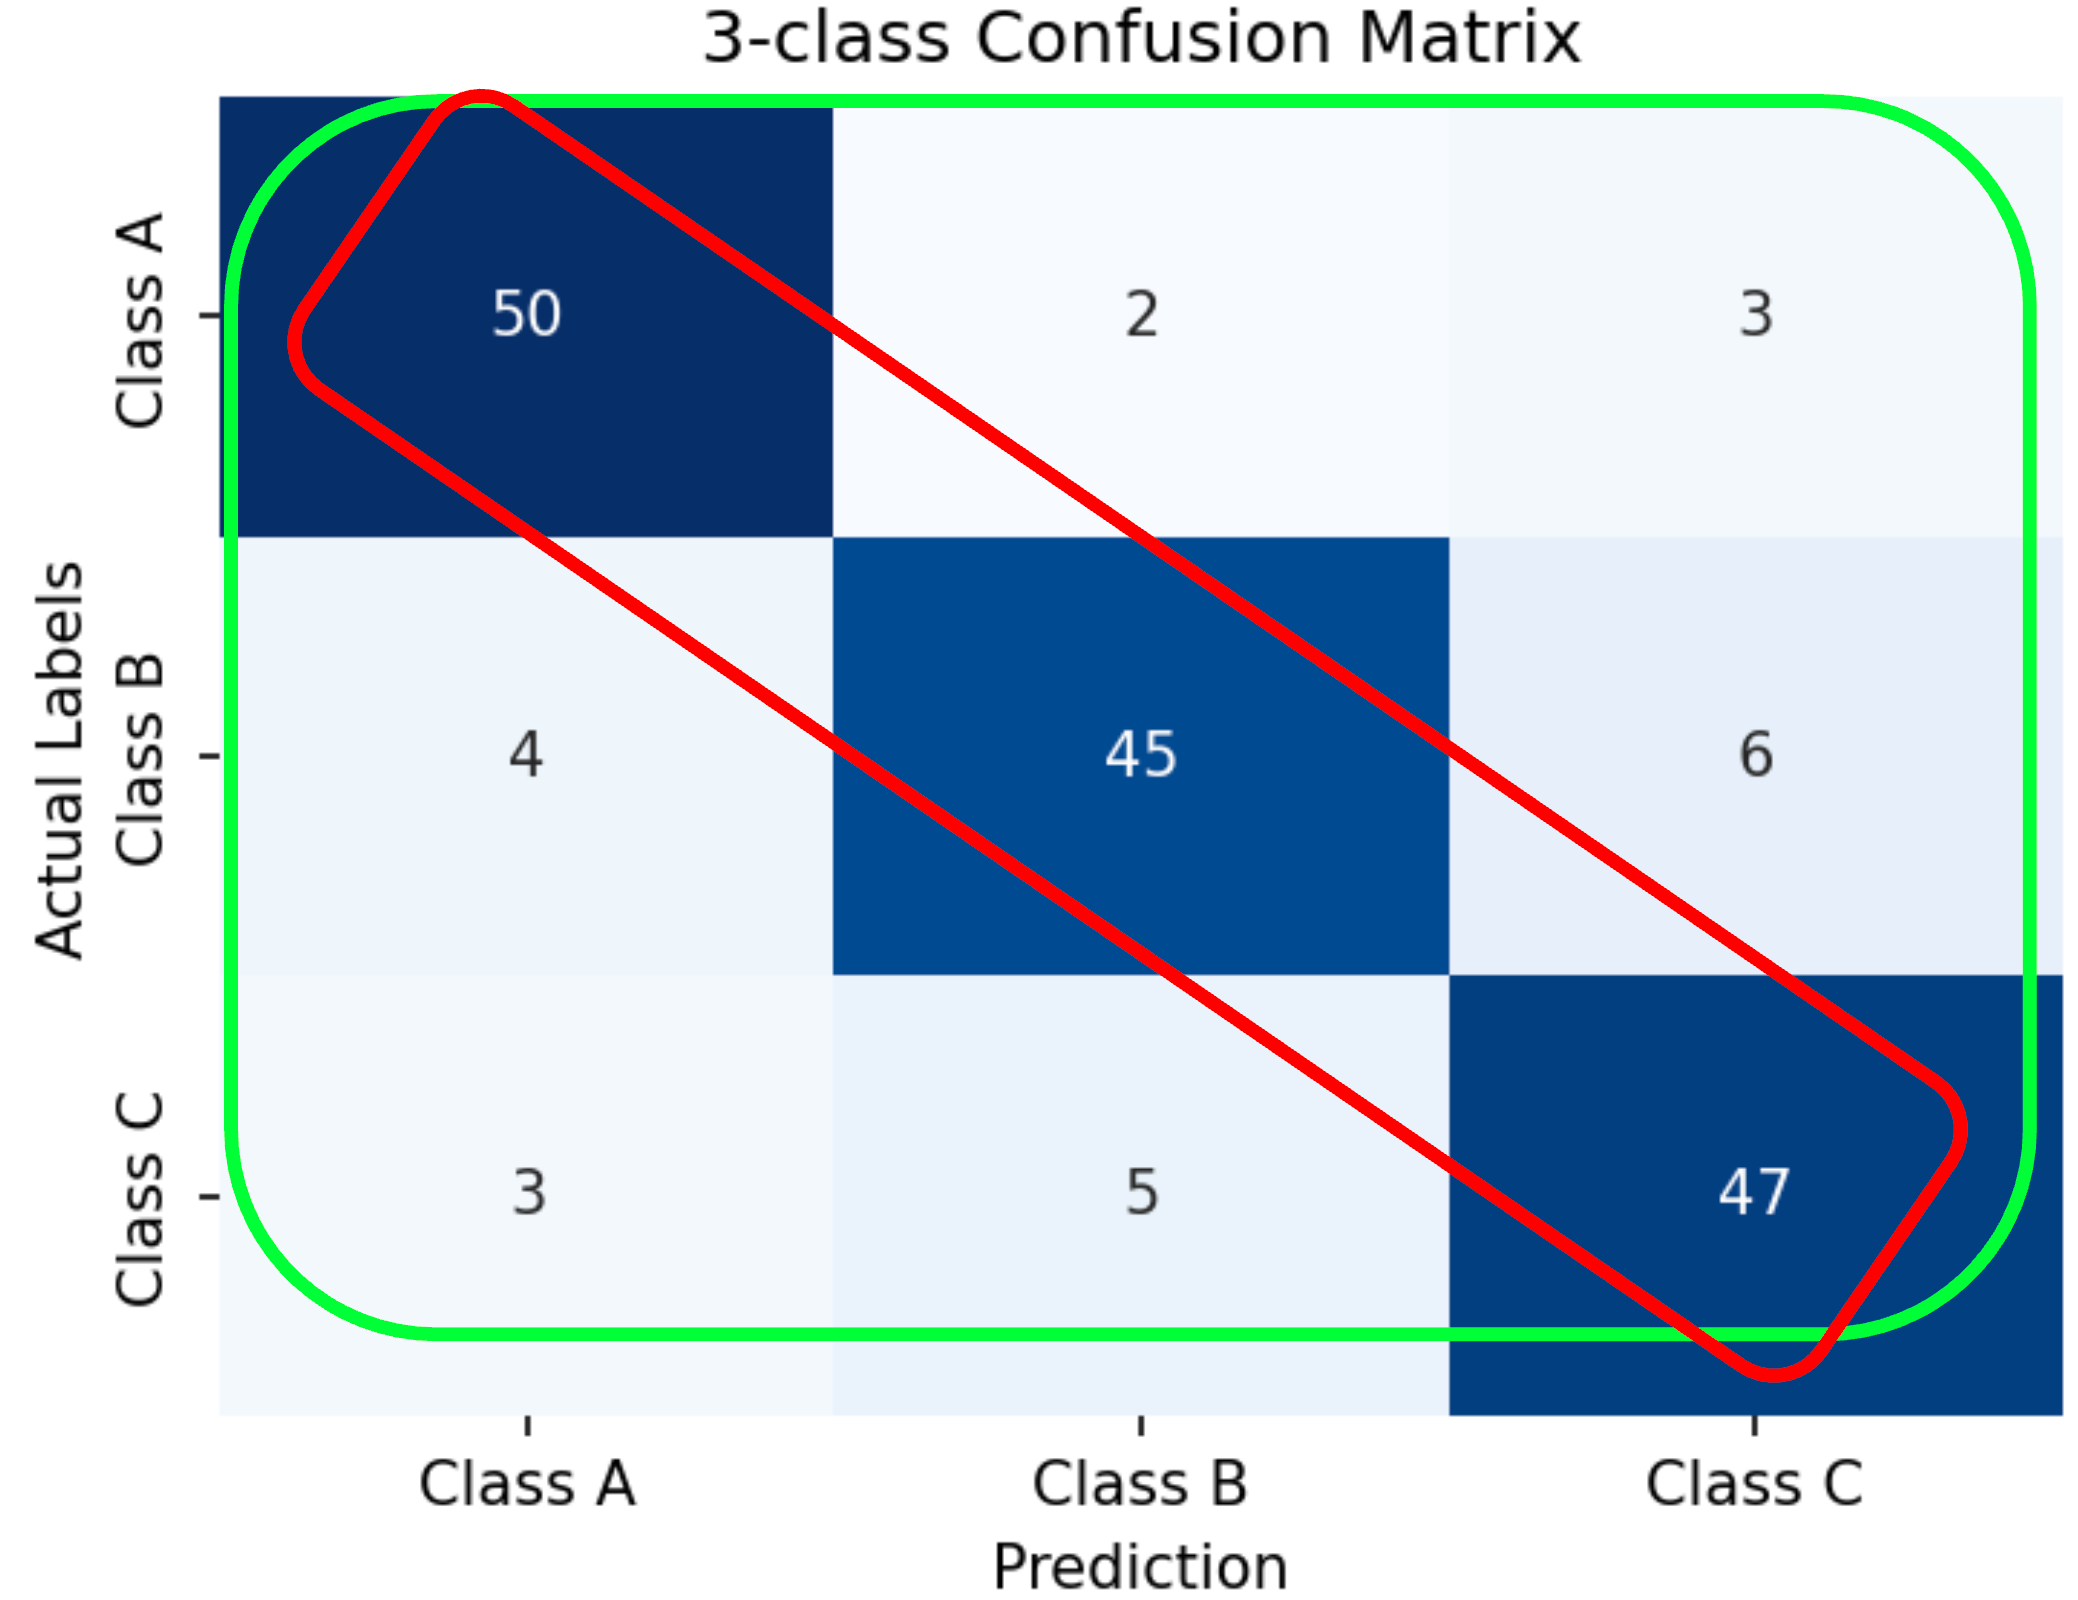 3-class Confusion Matrix
Actual Labels
Class A
50 2 3
Class B
4 45 6
Class C
3 5 47
Class A Class B Class C
Prediction